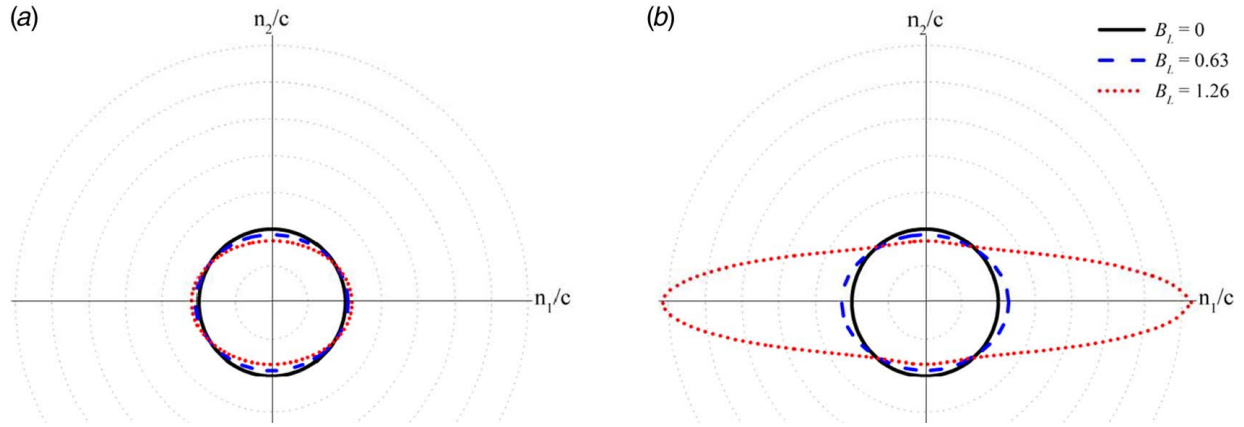 (a)
n₂/c
n₁/c
(b)
n₂/c
n₁/c
B_L = 0
B_L = 0.63
B_L = 1.26